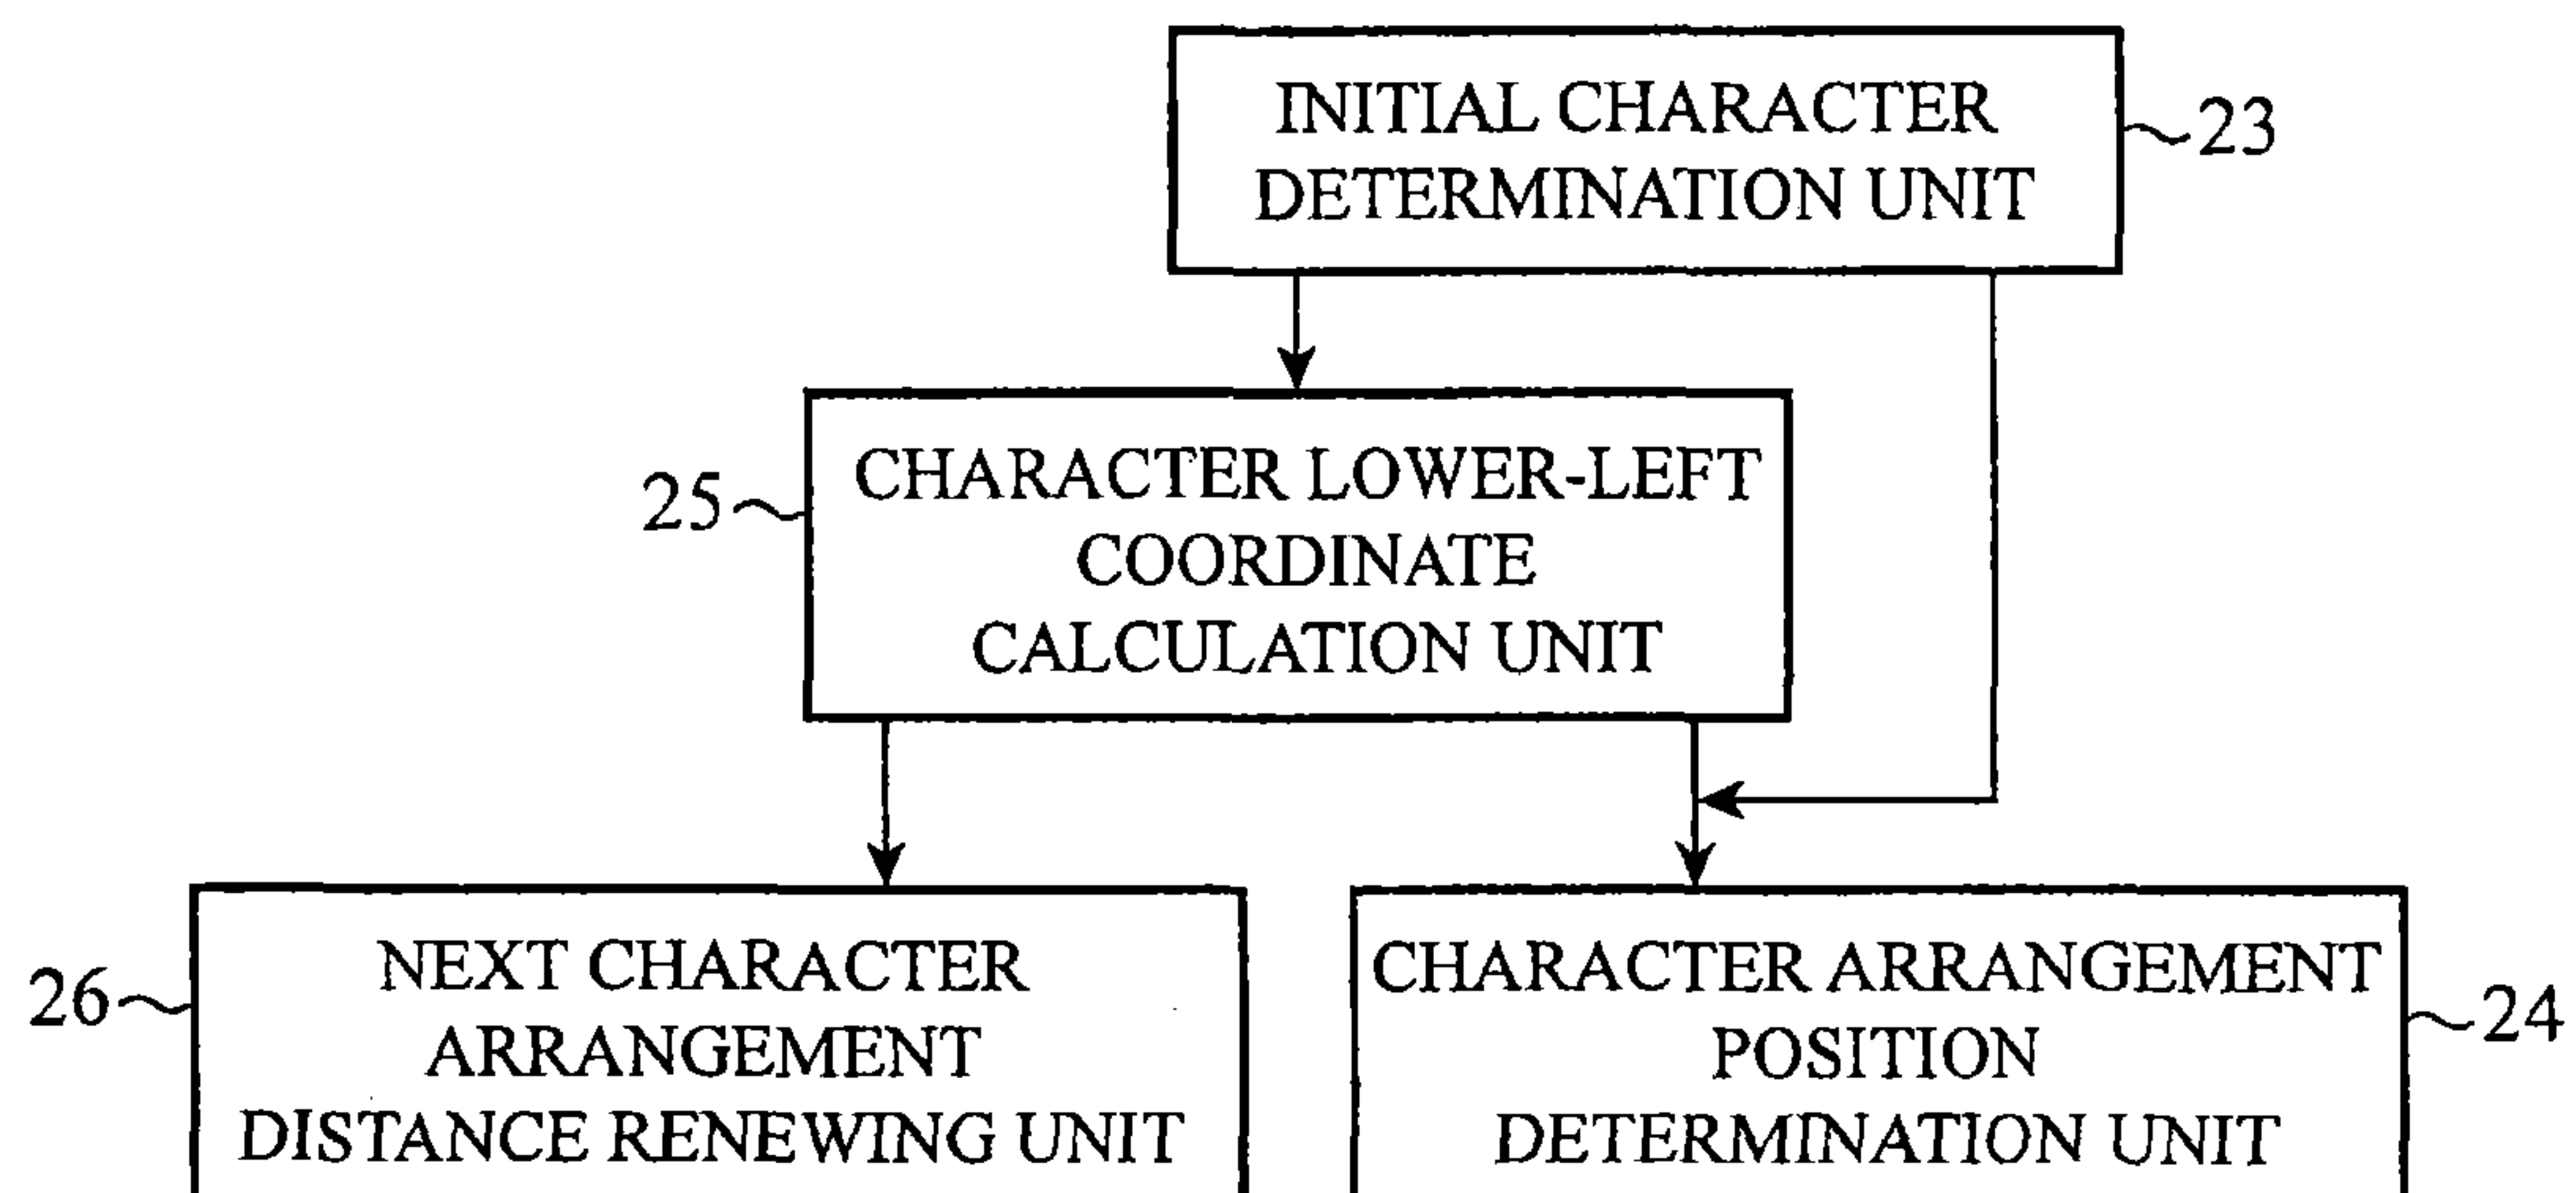 INITIAL CHARACTER
DETERMINATION UNIT
23
CHARACTER LOWER-LEFT
COORDINATE
CALCULATION UNIT
25
NEXT CHARACTER
ARRANGEMENT
DISTANCE RENEWING UNIT
26
CHARACTER ARRANGEMENT
POSITION
DETERMINATION UNIT
24